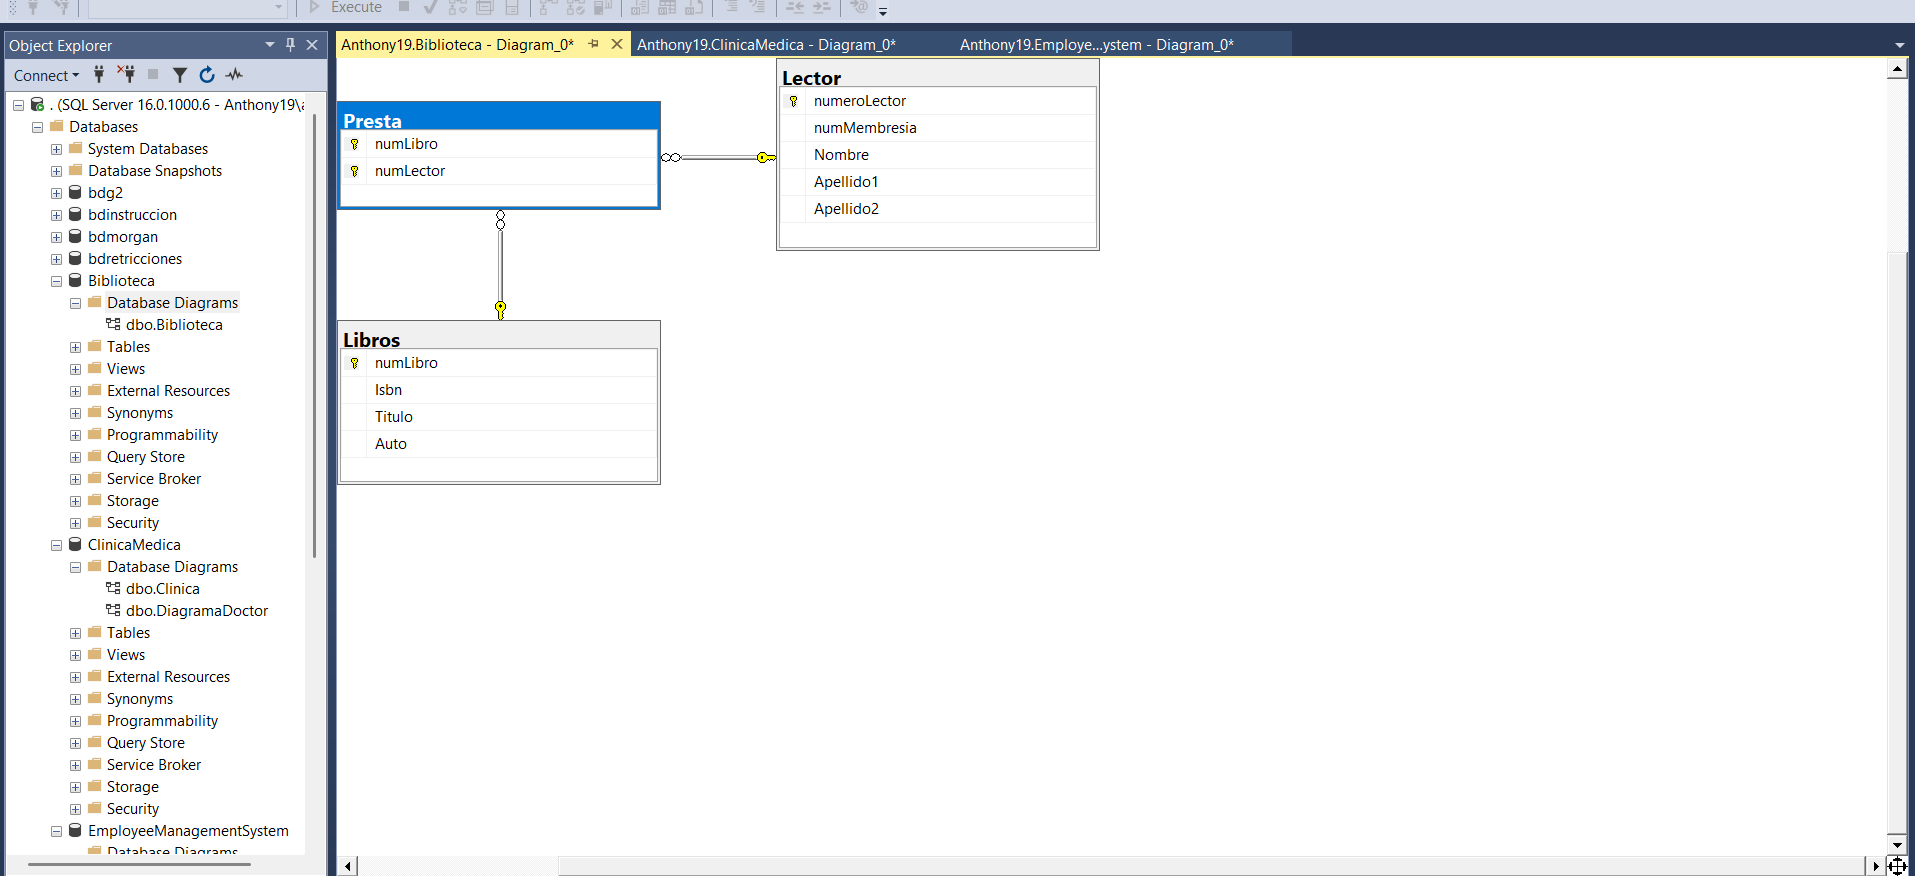 Execute
Object Explorer
Connect
. (SQL Server 16.0.1000.6 - Anthony19\a
Databases
System Databases
Database Snapshots
bdg2
bdinstruccion
bdmorgan
bdretricciones
Biblioteca
Database Diagrams
dbo.Biblioteca
Tables
Views
External Resources
Synonyms
Programmability
Query Store
Service Broker
Storage
Security
ClinicaMedica
Database Diagrams
dbo.Clinica
dbo.DiagramaDoctor
Tables
Views
External Resources
Synonyms
Programmability
Query Store
Service Broker
Storage
Security
EmployeeManagementSystem
Database Diagrams
Anthony19.Biblioteca - Diagram_0*
Anthony19.ClinicaMedica - Diagram_0*
Anthony19.Employe...ystem - Diagram_0*
Presta
numLibro
numLector
Lector
numeroLector
numMembresia
Nombre
Apellido1
Apellido2
Libros
numLibro
Isbn
Titulo
Auto